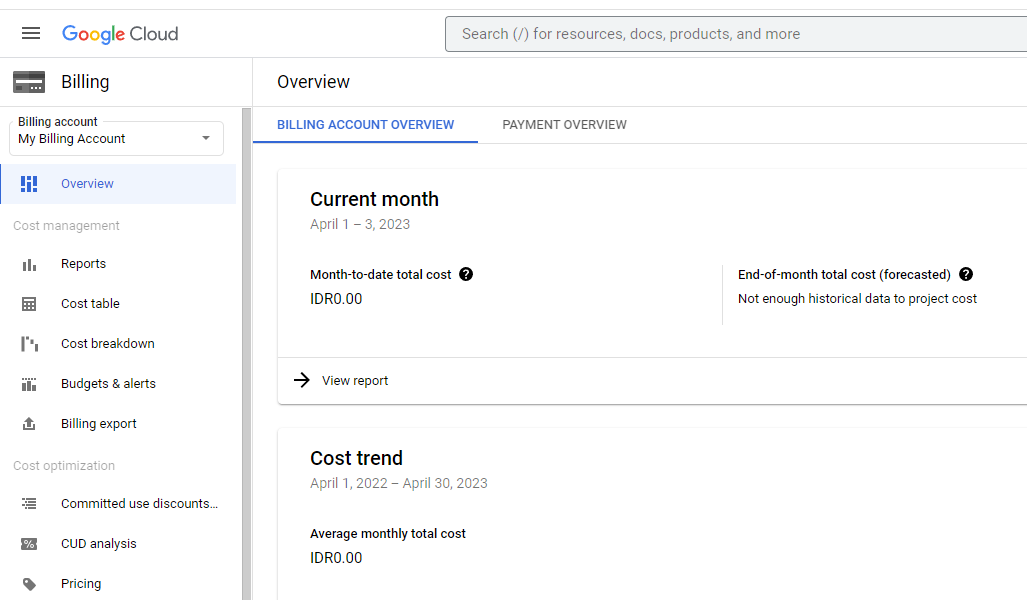 Google Cloud
Search (/) for resources, docs, products, and more
Billing
Overview
Billing account
My Billing Account
BILLING ACCOUNT OVERVIEW
PAYMENT OVERVIEW
Overview
Cost management
Reports
Cost table
Cost breakdown
Budgets & alerts
Billing export
Cost optimization
Committed use discounts...
CUD analysis
Pricing
Current month
April 1 – 3, 2023
Month-to-date total cost ?
IDR0.00
End-of-month total cost (forecasted) ?
Not enough historical data to project cost
View report
Cost trend
April 1, 2022 – April 30, 2023
Average monthly total cost
IDR0.00